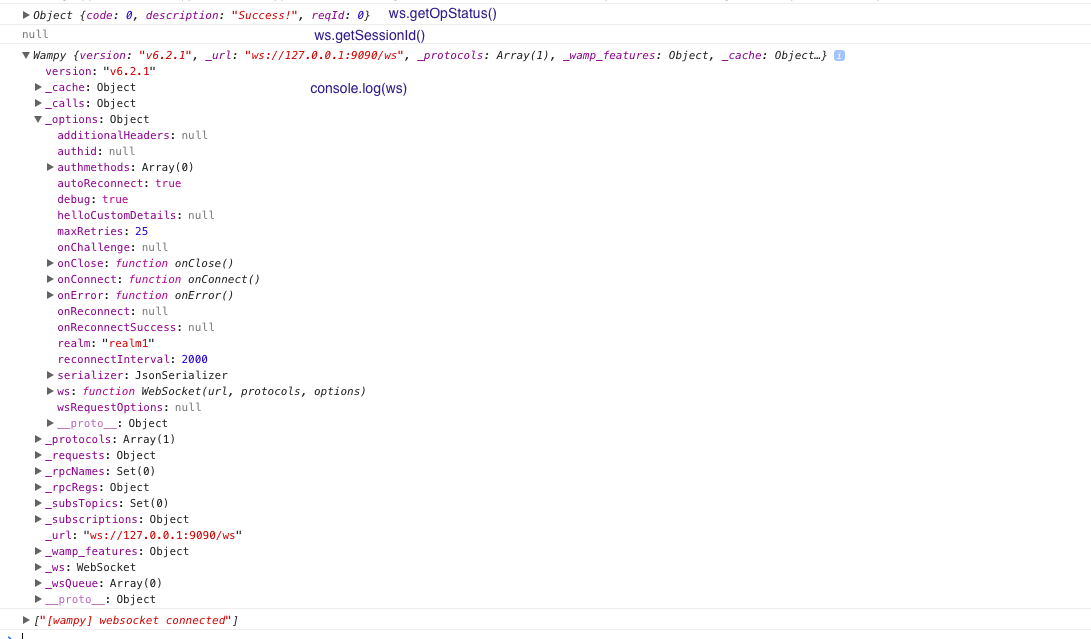 Object {code: 0, description: "Success!", reqId: 0} ws.getOpStatus()
null ws.getSessionId()
Wampy {version: "v6.2.1", _url: "ws://127.0.0.1:9090/ws", _protocols: Array(1), _wamp_features: Object, _cache: Object…} i
version: "v6.2.1"
_cache: Object console.log(ws)
_calls: Object
_options: Object
additionalHeaders: null
authid: null
authmethods: Array(0)
autoReconnect: true
debug: true
helloCustomDetails: null
maxRetries: 25
onChallenge: null
onClose: function onClose()
onConnect: function onConnect()
onError: function onError()
onReconnect: null
onReconnectSuccess: null
realm: "realm1"
reconnectInterval: 2000
serializer: JsonSerializer
ws: function WebSocket(url, protocols, options)
wsRequestOptions: null
__proto__: Object
_protocols: Array(1)
_requests: Object
_rpcNames: Set(0)
_rpcRegs: Object
_subsTopics: Set(0)
_subscriptions: Object
_url: "ws://127.0.0.1:9090/ws"
_wamp_features: Object
_ws: WebSocket
_wsQueue: Array(0)
__proto__: Object
["[wampy] websocket connected"]